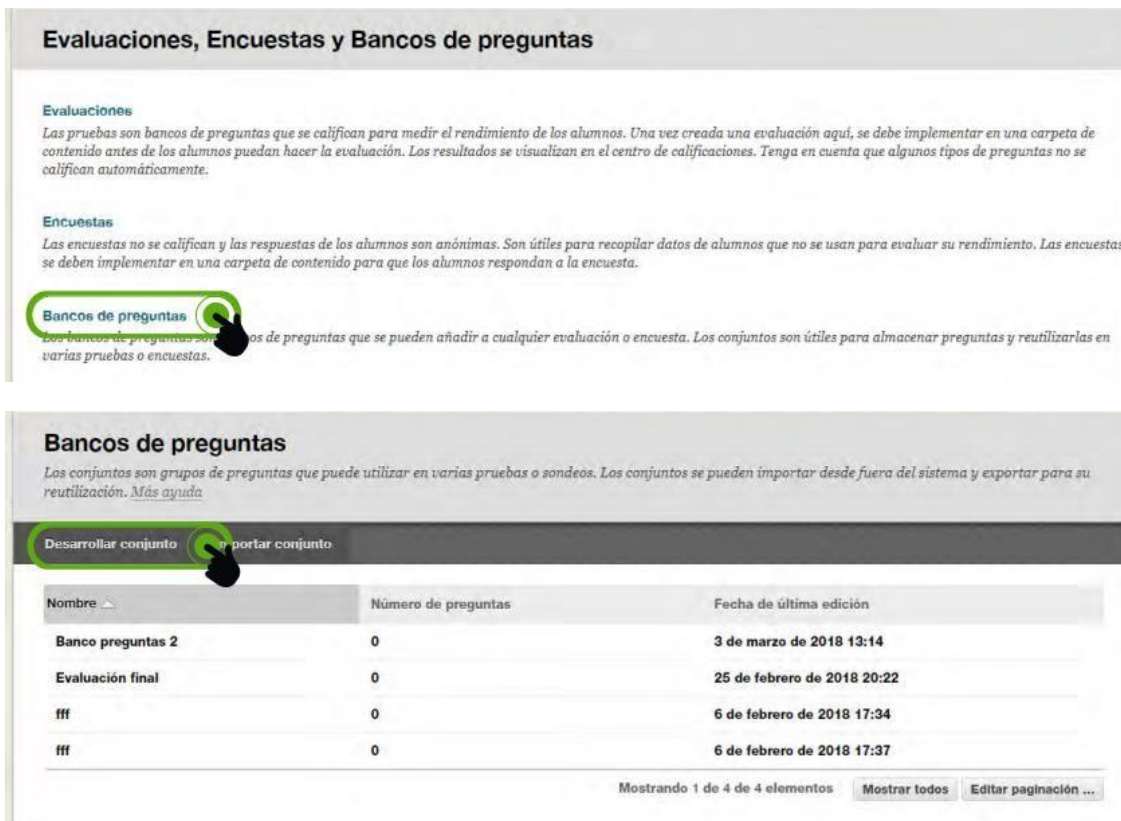 Evaluaciones, Encuestas y Bancos de preguntas
Evaluaciones
Las pruebas son bancos de preguntas que se califican para medir el rendimiento de los alumnos. Una vez creada una evaluación aquí, se debe implementar en una carpeta de
contenido antes de los alumnos puedan hacer la evaluación. Los resultados se visualizan en el centro de calificaciones. Tenga en cuenta que algunos tipos de preguntas no se
califican automáticamente.
Encuestas
Las encuestas no se califican y las respuestas de los alumnos son anónimas. Son útiles para recopilar datos de alumnos que no se usan para evaluar su rendimiento. Las encuestas
se deben implementar en una carpeta de contenido para que los alumnos respondan a la encuesta.
Bancos de preguntas
Los bancos de preguntas son de preguntas que se pueden añadir a cualquier evaluación o encuesta. Los conjuntos son útiles para almacenar preguntas y reutilizarlas en
varias pruebas o encuestas.
Bancos de preguntas
Los conjuntos son grupos de preguntas que puede utilizar en varias pruebas o sondeos. Los conjuntos se pueden importar desde fuera del sistema y exportar para su
reutilización. Más ayuda
Desarrollar conjunto portar conjunto
Nombre Número de preguntas Fecha de última edición
Banco preguntas 2 0 3 de marzo de 2018 13:14
Evaluación final 0 25 de febrero de 2018 20:22
fff 0 6 de febrero de 2018 17:34
fff 0 6 de febrero de 2018 17:37
Mostrando 1 de 4 de 4 elementos Mostrar todos Editar paginación ...